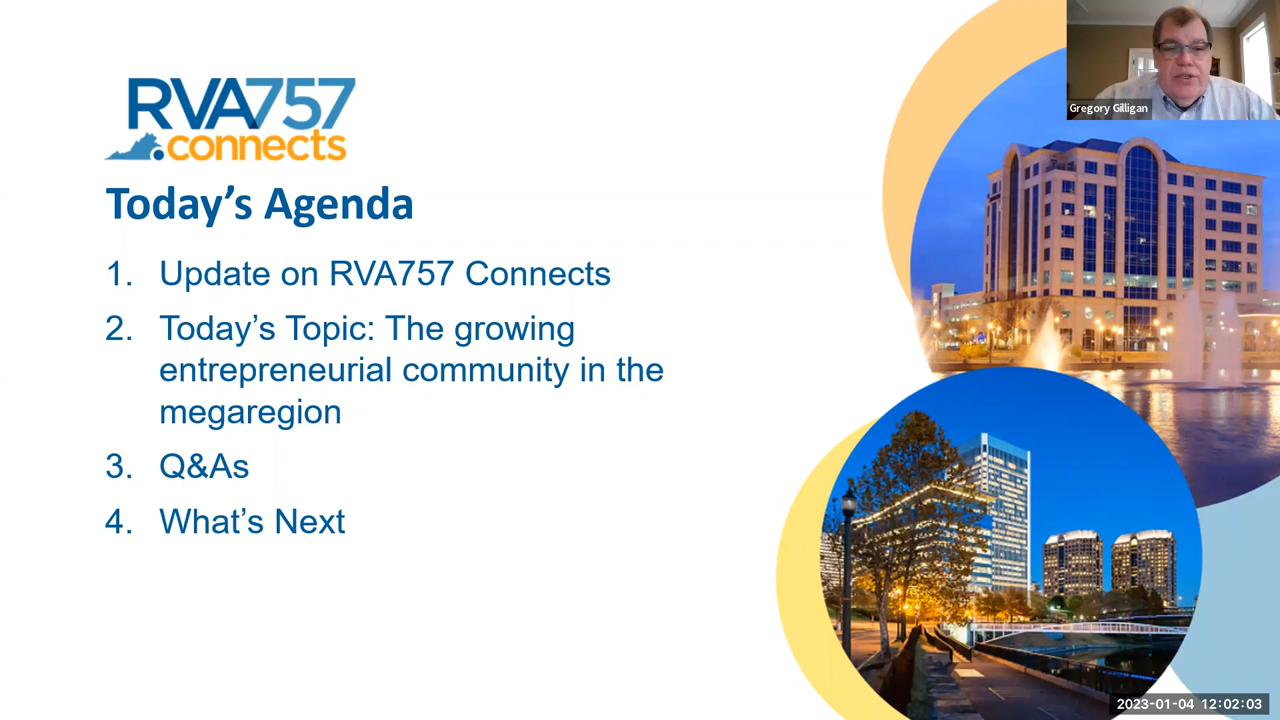 RVA757
connects
Today's Agenda
1. Update on RVA757 Connects
2. Today's Topic: The growing
entrepreneurial community in the
megaregion
3. Q&As
4. What's Next
Gregory Gilligan
2023-01-04 12:02:03